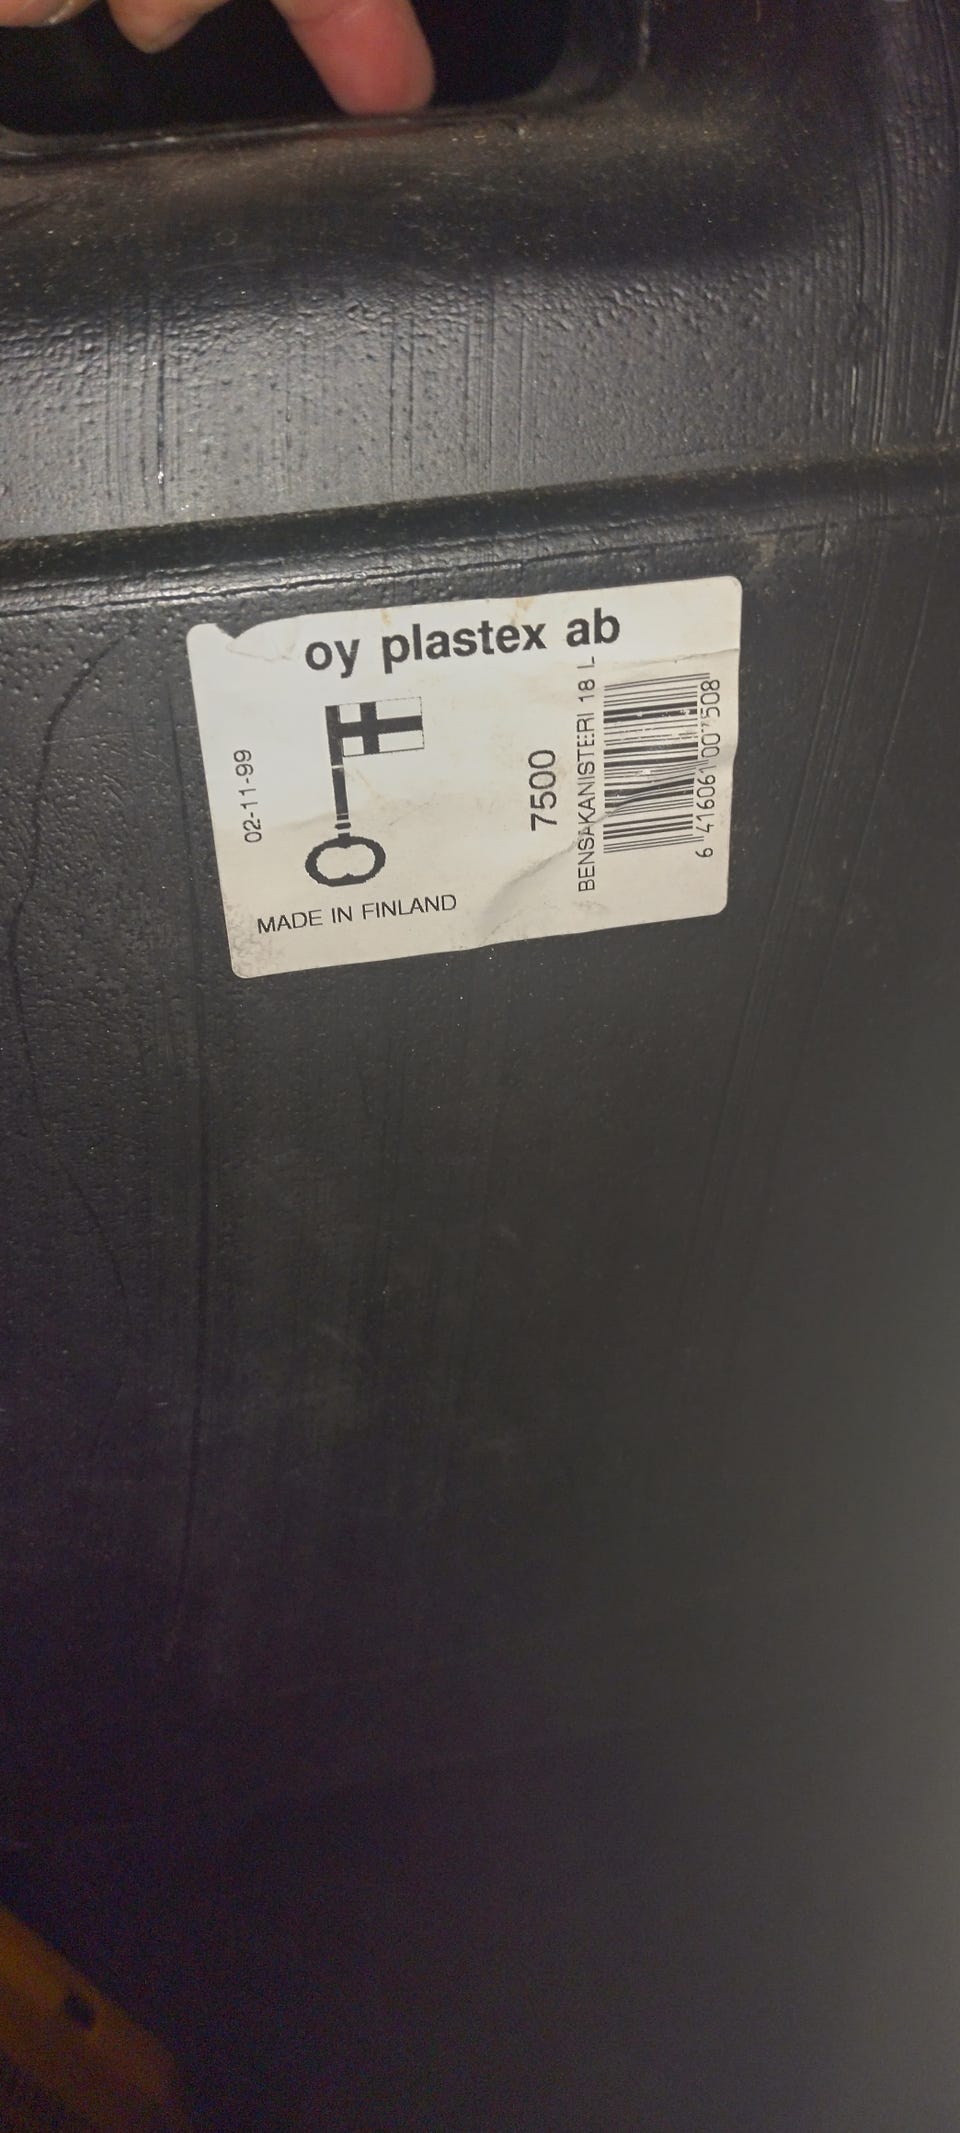 oy plastex ab
02-11-99
MADE IN FINLAND
7500
BENSAKANISTERI 18 L
6 416061 007508